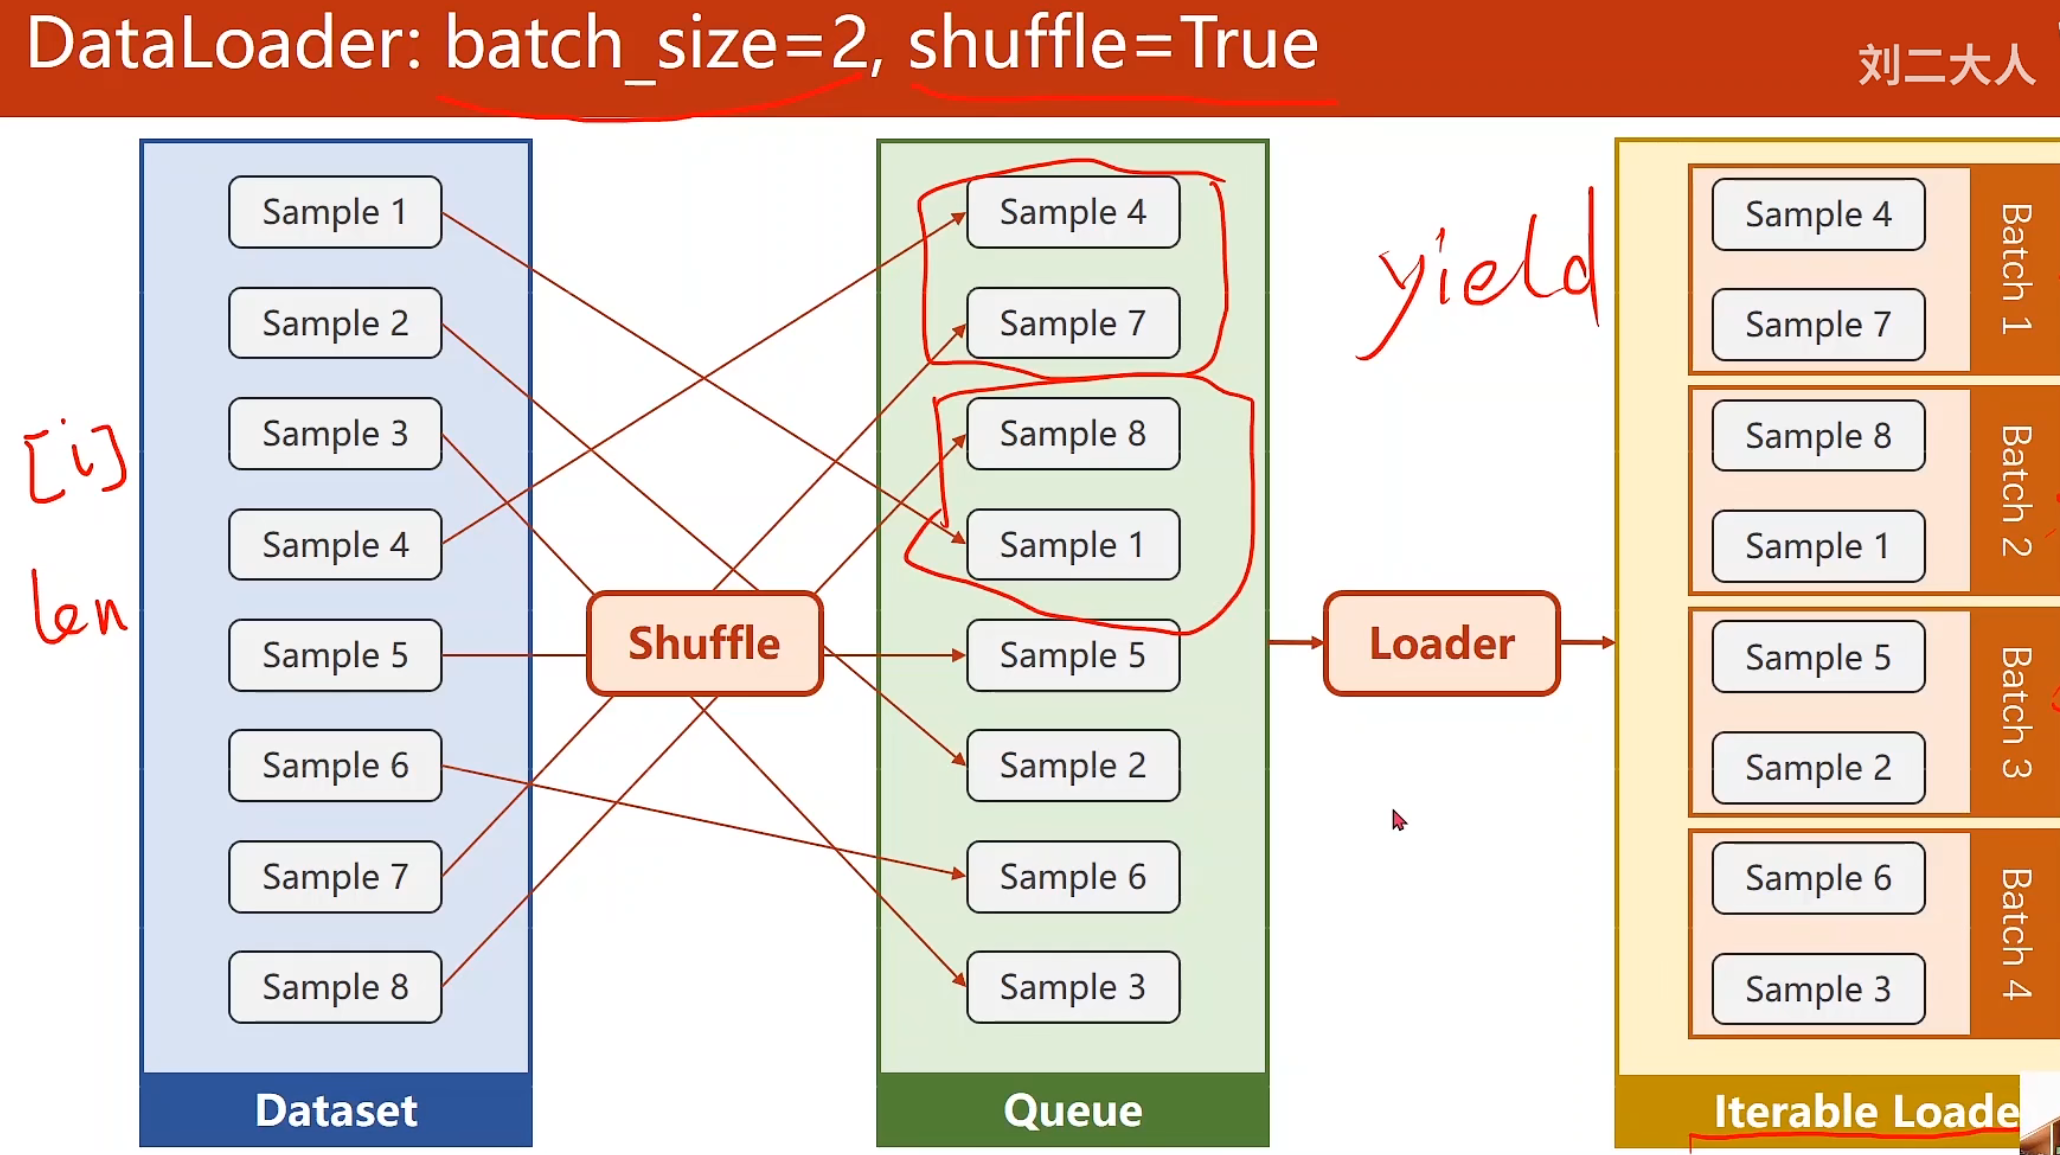 DataLoader: batch_size=2, shuffle=True
刘二大人
[i]
len
Sample 1
Sample 2
Sample 3
Sample 4
Sample 5
Sample 6
Sample 7
Sample 8
Dataset
Shuffle
Sample 4
Sample 7
Sample 8
Sample 1
Sample 5
Sample 2
Sample 6
Sample 3
Queue
yield
Loader
Sample 4
Sample 7
Batch 1
Sample 8
Sample 1
Batch 2
Sample 5
Sample 2
Batch 3
Sample 6
Sample 3
Batch 4
Iterable Loade